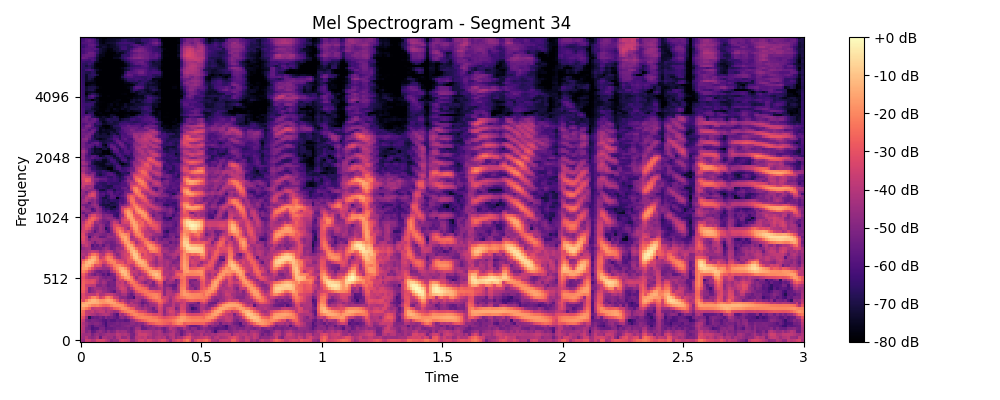 Mel Spectrogram - Segment 34
Frequency
4096
2048
1024
512
0
0
0.5
1
1.5
2
2.5
3
Time
+0 dB
-10 dB
-20 dB
-30 dB
-40 dB
-50 dB
-60 dB
-70 dB
-80 dB